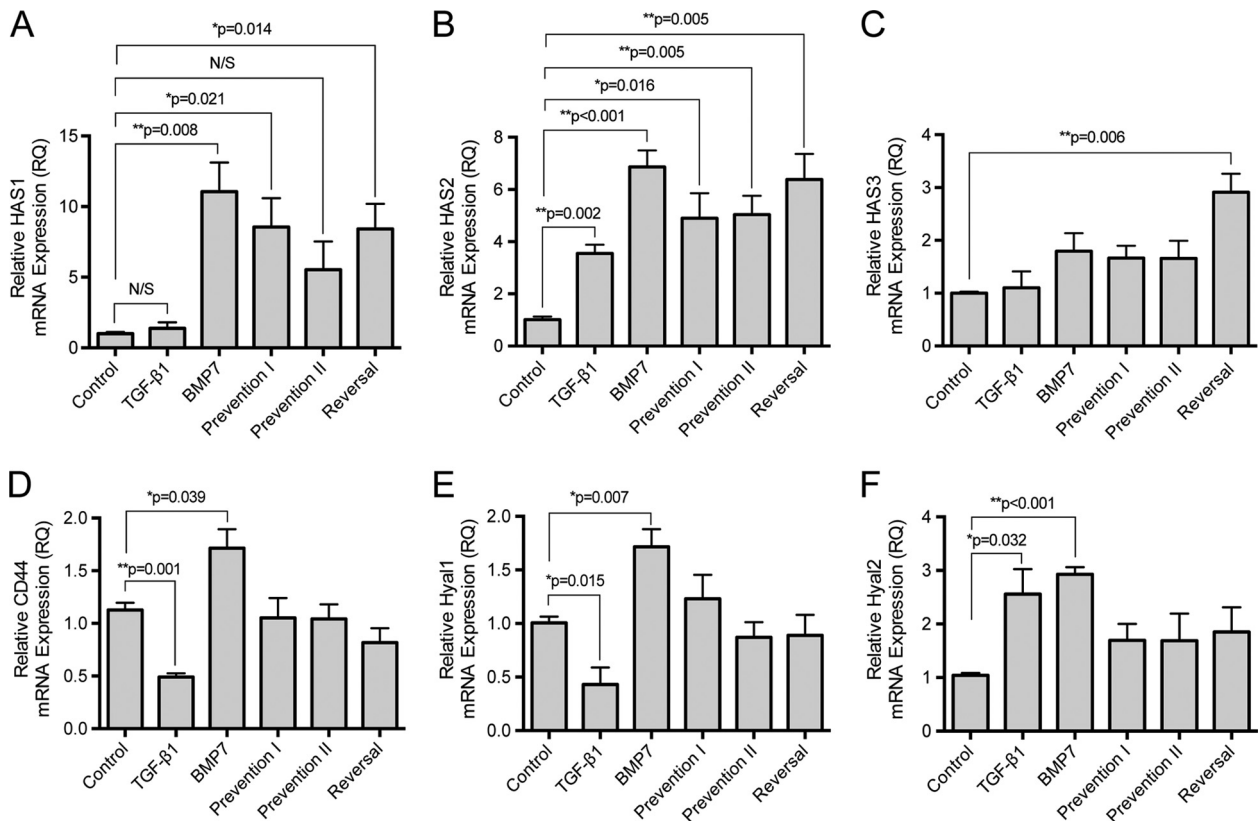 A
*p=0.014
N/S
*p=0.021
**p=0.008
N/S
Relative HAS1
mRNA Expression (RQ)
15
10
5
0
Control
TGF-β1
BMP7
Prevention I
Prevention II
Reversal
B
**p=0.005
**p=0.005
*p=0.016
**p<0.001
**p=0.002
Relative HAS2
mRNA Expression (RQ)
8
6
4
2
0
Control
TGF-β1
BMP7
Prevention I
Prevention II
Reversal
C
**p=0.006
Relative HAS3
mRNA Expression (RQ)
4
3
2
1
0
Control
TGF-β1
BMP7
Prevention I
Prevention II
Reversal
D
*p=0.039
**p=0.001
Relative CD44
mRNA Expression (RQ)
2.0
1.5
1.0
0.5
0.0
Control
TGF-β1
BMP7
Prevention I
Prevention II
Reversal
E
*p=0.007
*p=0.015
Relative Hyal1
mRNA Expression (RQ)
2.0
1.5
1.0
0.5
0.0
Control
TGF-β1
BMP7
Prevention I
Prevention II
Reversal
F
**p<0.001
*p=0.032
Relative Hyal2
mRNA Expression (RQ)
4
3
2
1
0
Control
TGF-β1
BMP7
Prevention I
Prevention II
Reversal